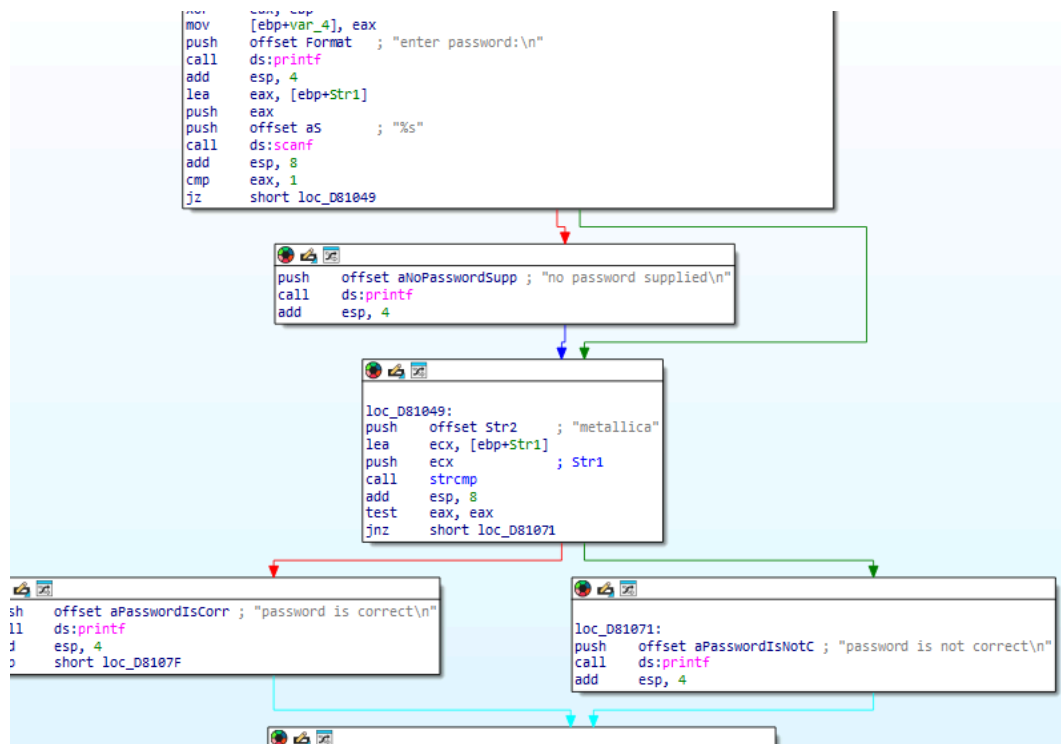 mov [ebp+var_4], eax
push offset Format ; "enter password:\n"
call ds:printf
add esp, 4
lea eax, [ebp+Str1]
push eax
push offset aS ; "%s"
call ds:scanf
add esp, 8
cmp eax, 1
jz short loc_D81049
push offset aNoPasswordSupp ; "no password supplied\n"
call ds:printf
add esp, 4
loc_D81049:
push offset Str2 ; "metallica"
lea ecx, [ebp+Str1]
push ecx ; Str1
call strcmp
add esp, 8
test eax, eax
jnz short loc_D81071
sh offset aPasswordIsCorr ; "password is correct\n"
ll ds:printf
esp, 4
short loc_D8107F
loc_D81071:
push offset aPasswordIsNotC ; "password is not correct\n"
call ds:printf
add esp, 4